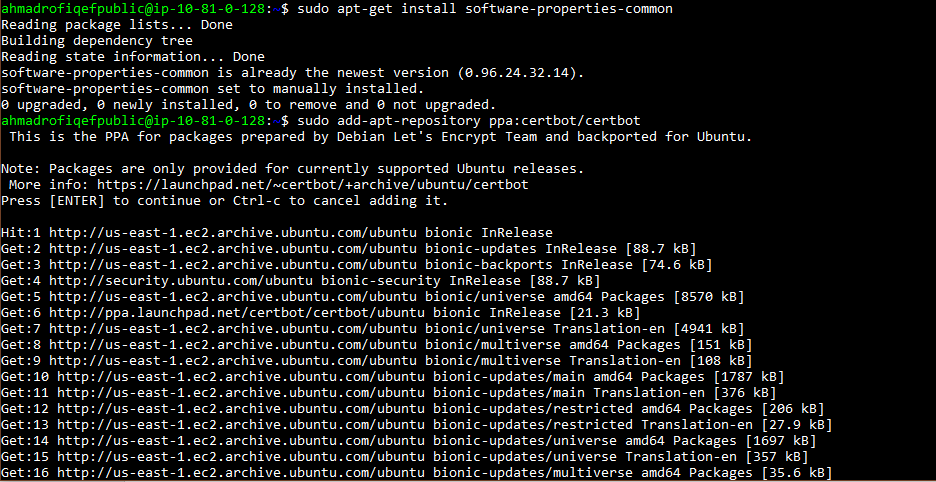 ahmadrofiqefpublic@ip-10-81-0-128:~$ sudo apt-get install software-properties-common
Reading package lists... Done
Building dependency tree
Reading state information... Done
software-properties-common is already the newest version (0.96.24.32.14).
software-properties-common set to manually installed.
0 upgraded, 0 newly installed, 0 to remove and 0 not upgraded.
ahmadrofiqefpublic@ip-10-81-0-128:~$ sudo add-apt-repository ppa:certbot/certbot
This is the PPA for packages prepared by Debian Let's Encrypt Team and backported for Ubuntu.
Note: Packages are only provided for currently supported Ubuntu releases.
More info: https://launchpad.net/~certbot/+archive/ubuntu/certbot
Press [ENTER] to continue or Ctrl-c to cancel adding it.
Hit:1 http://us-east-1.ec2.archive.ubuntu.com/ubuntu bionic InRelease
Get:2 http://us-east-1.ec2.archive.ubuntu.com/ubuntu bionic-updates InRelease [88.7 kB]
Get:3 http://us-east-1.ec2.archive.ubuntu.com/ubuntu bionic-backports InRelease [74.6 kB]
Get:4 http://security.ubuntu.com/ubuntu bionic-security InRelease [88.7 kB]
Get:5 http://us-east-1.ec2.archive.ubuntu.com/ubuntu bionic/universe amd64 Packages [8570 kB]
Get:6 http://ppa.launchpad.net/certbot/certbot/ubuntu bionic InRelease [21.3 kB]
Get:7 http://us-east-1.ec2.archive.ubuntu.com/ubuntu bionic/universe Translation-en [4941 kB]
Get:8 http://us-east-1.ec2.archive.ubuntu.com/ubuntu bionic/multiverse amd64 Packages [151 kB]
Get:9 http://us-east-1.ec2.archive.ubuntu.com/ubuntu bionic/multiverse Translation-en [108 kB]
Get:10 http://us-east-1.ec2.archive.ubuntu.com/ubuntu bionic-updates/main amd64 Packages [1787 kB]
Get:11 http://us-east-1.ec2.archive.ubuntu.com/ubuntu bionic-updates/main Translation-en [376 kB]
Get:12 http://us-east-1.ec2.archive.ubuntu.com/ubuntu bionic-updates/restricted amd64 Packages [206 kB]
Get:13 http://us-east-1.ec2.archive.ubuntu.com/ubuntu bionic-updates/restricted Translation-en [27.9 kB]
Get:14 http://us-east-1.ec2.archive.ubuntu.com/ubuntu bionic-updates/universe amd64 Packages [1697 kB]
Get:15 http://us-east-1.ec2.archive.ubuntu.com/ubuntu bionic-updates/universe Translation-en [357 kB]
Get:16 http://us-east-1.ec2.archive.ubuntu.com/ubuntu bionic-updates/multiverse amd64 Packages [35.6 kB]